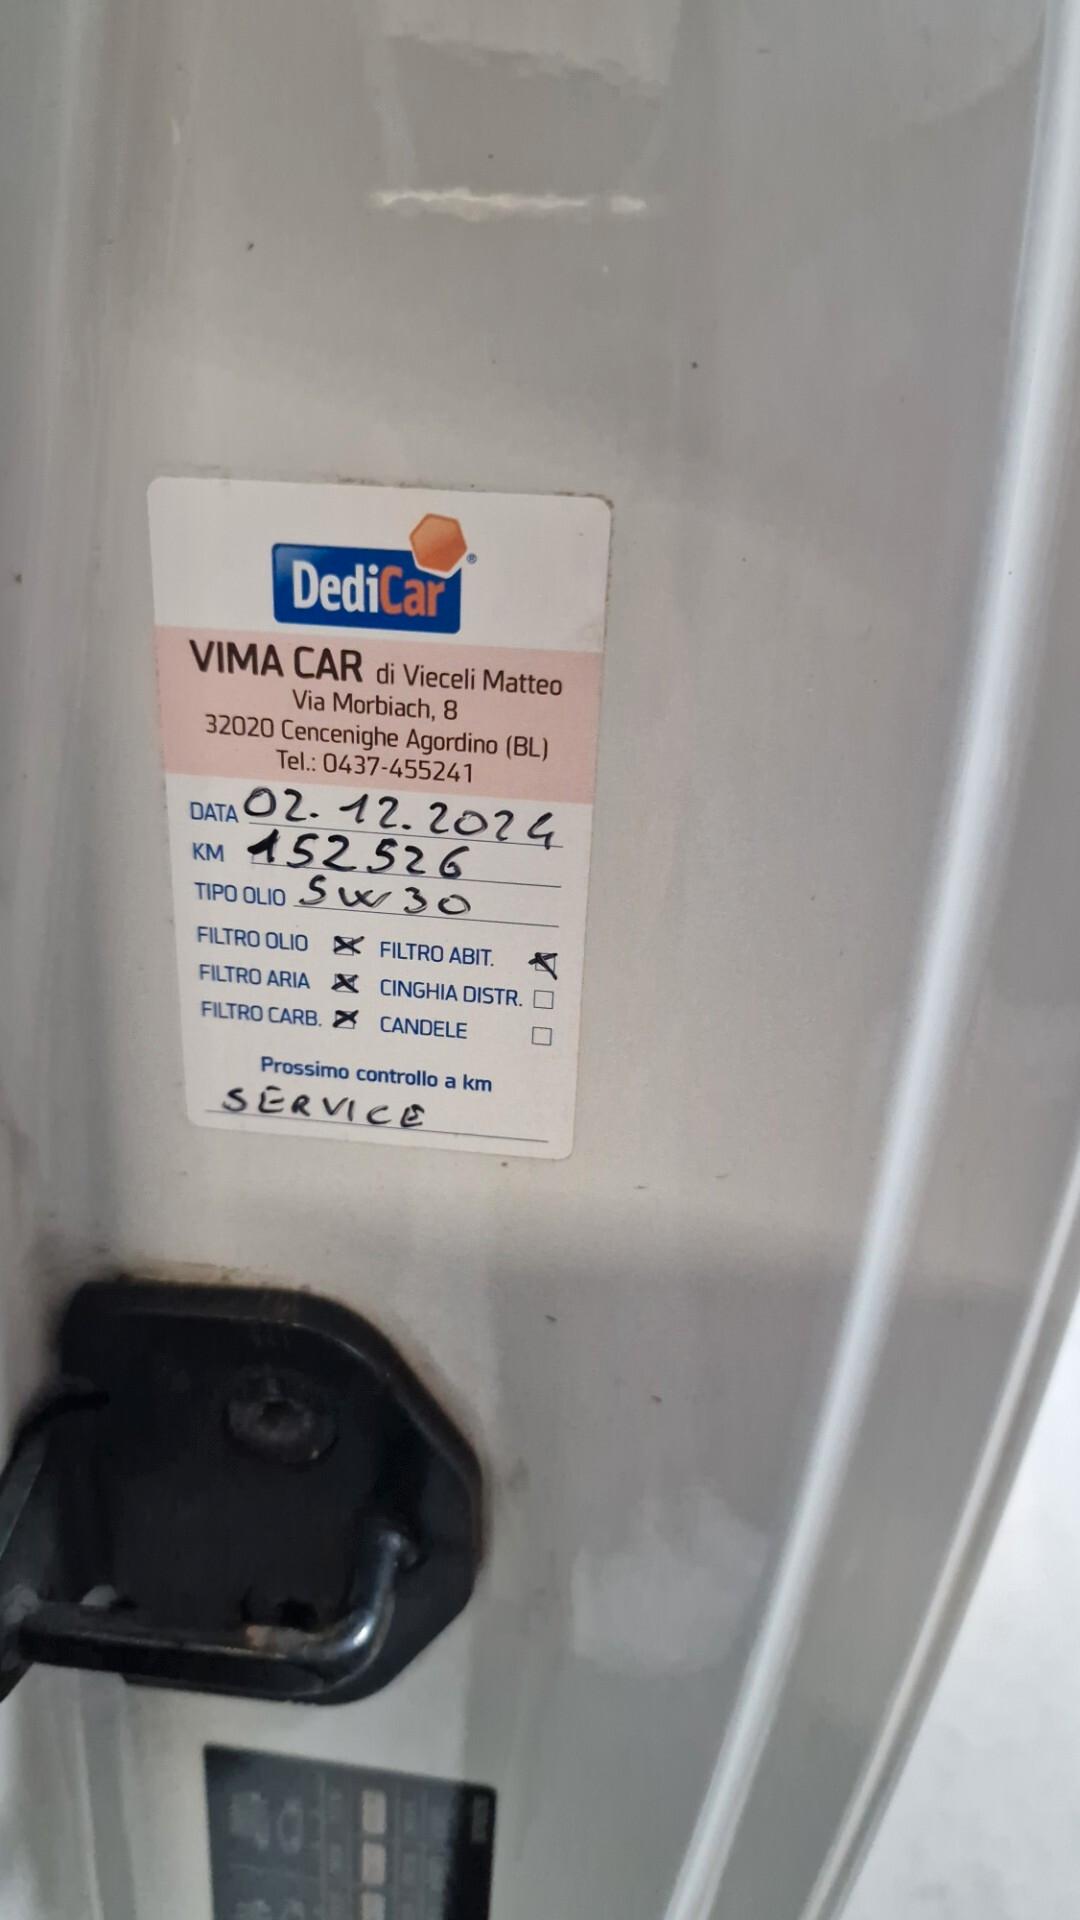 DediCar®
VIMA CAR di Vieceli Matteo
Via Morbiach, 8
32020 Cencenighe Agordino (BL)
Tel.: 0437-455241
DATA 02.12.2024
KM 152526
TIPO OLIO 5W30
FILTRO OLIO FILTRO ABIT.
FILTRO ARIA CINGHIA DISTR.
FILTRO CARB. CANDELE
Prossimo controllo a km
SERVICE